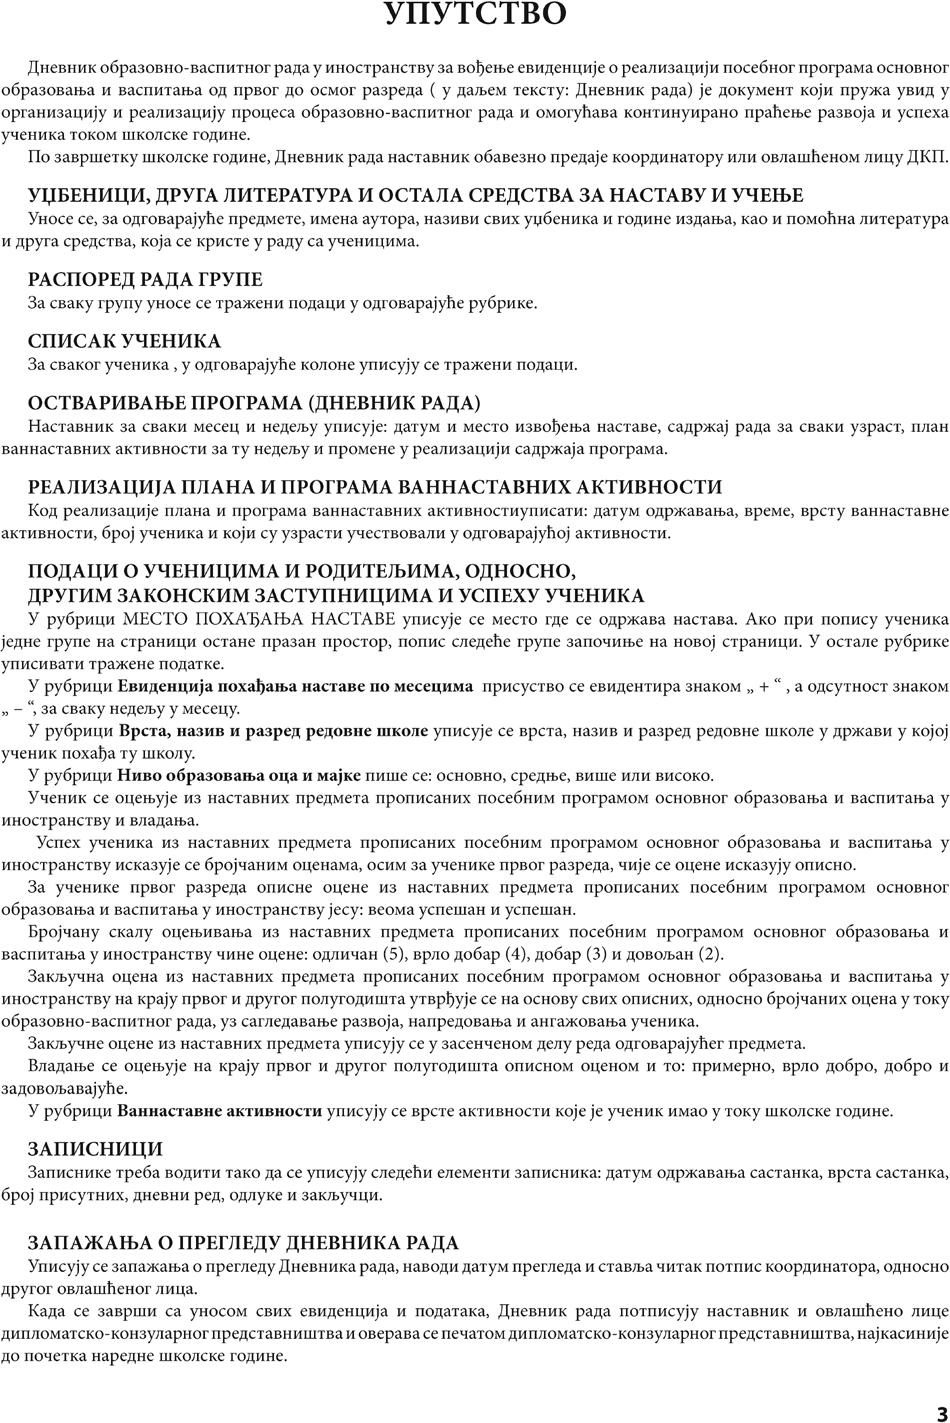 УПУТСТВО
Дневник образовно-васпитног рада у иностранству за вођење евиденције о реализацији посебног програма основног
образовања и васпитања од првог до осмог разреда ( у даљем тексту: Дневник рада) је документ који пружа увид у
организацију и реализацију процеса образовно-васпитног рада и омогућава континуирано праћење развоја и успеха
ученика током школске године.
По завршетку школске године, Дневник рада наставник обавезно предаје координатору или овлашћеном лицу ДКП.
УЏБЕНИЦИ, ДРУГА ЛИТЕРАТУРА И ОСТАЛА СРЕДСТВА ЗА НАСТАВУ И УЧЕЊЕ
Уносе се, за одговарајуће предмете, имена аутора, називи свих уџбеника и године издања, као и помоћна литература
и друга средства, која се кристе у раду са ученицима.
РАСПОРЕД РАДА ГРУПЕ
За сваку групу уносе се тражени подаци у одговарајуће рубрике.
СПИСАК УЧЕНИКА
За сваког ученика , у одговарајуће колоне уписују се тражени подаци.
ОСТВАРИВАЊЕ ПРОГРАМА (ДНЕВНИК РАДА)
Наставник за сваки месец и недељу уписује: датум и место извођења наставе, садржај рада за сваки узраст, план
ваннаставних активности за ту недељу и промене у реализацији садржаја програма.
РЕАЛИЗАЦИЈА ПЛАНА И ПРОГРАМА ВАННАСТАВНИХ АКТИВНОСТИ
Код реализације плана и програма ваннаставних активностиуписати: датум одржавања, време, врсту ваннаставне
активности, број ученика и који су узрасти учествовали у одговарајућој активности.
ПОДАЦИ О УЧЕНИЦИМА И РОДИТЕЉИМА, ОДНОСНО,
ДРУГИМ ЗАКОНСКИМ ЗАСТУПНИЦИМА И УСПЕХУ УЧЕНИКА
У рубрици МЕСТО ПОХАЂАЊА НАСТАВЕ уписује се место где се одржава настава. Ако при попису ученика
једне групе на страници остане празан простор, попис следеће групе започиње на новој страници. У остале рубрике
уписивати тражене податке.
У рубрици Евиденција похађања наставе по месецима присуство се евидентира знаком „ + “ , а одсутност знаком
„ – “, за сваку недељу у месецу.
У рубрици Врста, назив и разред редовне школе уписује се врста, назив и разред редовне школе у држави у којој
ученик похађа ту школу.
У рубрици Ниво образовања оца и мајке пише се: основно, средње, више или високо.
Ученик се оцењује из наставних предмета прописаних посебним програмом основног образовања и васпитања у
иностранству и владања.
Успех ученика из наставних предмета прописаних посебним програмом основног образовања и васпитања у
иностранству исказује се бројчаним оценама, осим за ученике првог разреда, чије се оцене исказују описно.
За ученике првог разреда описне оцене из наставних предмета прописаних посебним програмом основног
образовања и васпитања у иностранству јесу: веома успешан и успешан.
Бројчану скалу оцењивања из наставних предмета прописаних посебним програмом основног образовања и
васпитања у иностранству чине оцене: одличан (5), врло добар (4), добар (3) и довољан (2).
Закључна оцена из наставних предмета прописаних посебним програмом основног образовања и васпитања у
иностранству на крају првог и другог полугодишта утврђује се на основу свих описних, односно бројчаних оцена у току
образовно-васпитног рада, уз сагледавање развоја, напредовања и ангажовања ученика.
Закључне оцене из наставних предмета уписују се у засенченом делу реда одговарајућег предмета.
Владање се оцењује на крају првог и другог полугодишта описном оценом и то: примерно, врло добро, добро и
задовољавајуће.
У рубрици Ваннаставне активности уписују се врсте активности које је ученик имао у току школске године.
ЗАПИСНИЦИ
Записнике треба водити тако да се уписују следећи елементи записника: датум одржавања састанка, врста састанка,
број присутних, дневни ред, одлуке и закључци.
ЗАПАЖАЊА О ПРЕГЛЕДУ ДНЕВНИКА РАДА
Уписују се запажања о прегледу Дневника рада, наводи датум прегледа и ставља читак потпис координатора, односно
другог овлашћеног лица.
Када се заврши са уносом свих евиденција и података, Дневник рада потписују наставник и овлашћено лице
дипломатско-конзуларног представништва и оверава се печатом дипломатско-конзуларног представништва, најкасиније
до почетка наредне школске године.
3